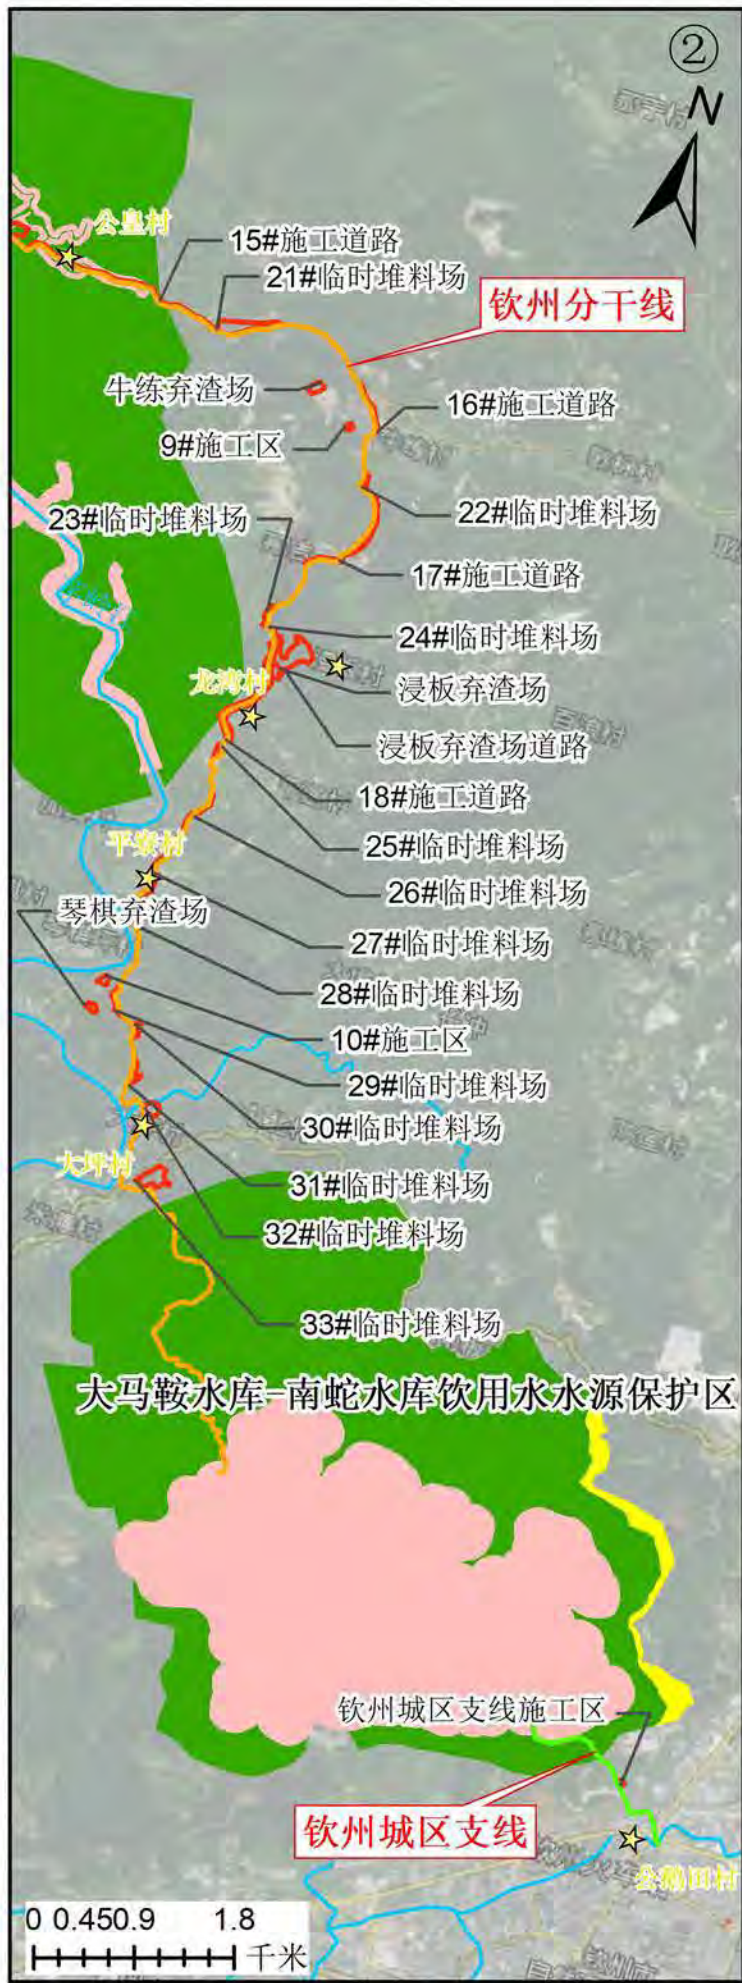 ②
N
公皇村
15#施工道路
21#临时堆料场
钦州分干线
牛练弃渣场
16#施工道路
9#施工区
22#临时堆料场
23#临时堆料场
17#施工道路
24#临时堆料场
龙湾村
浸板弃渣场
浸板弃渣场道路
18#施工道路
25#临时堆料场
平寮村
26#临时堆料场
琴棋弃渣场
27#临时堆料场
28#临时堆料场
10#施工区
29#临时堆料场
30#临时堆料场
大坪村
31#临时堆料场
32#临时堆料场
33#临时堆料场
大马鞍水库-南蛇水库饮用水水源保护区
钦州城区支线施工区
钦州城区支线
公鹅田村
钦州市
0 0.450.9 1.8
千米